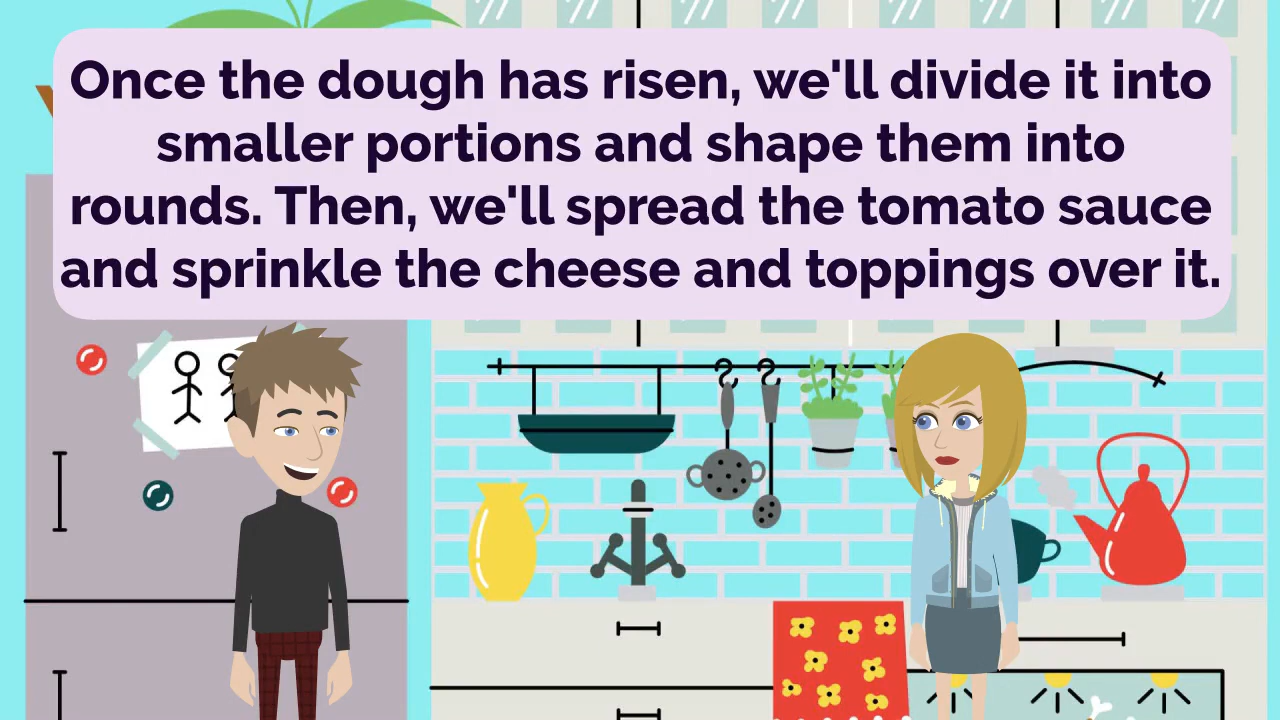 Once the dough has risen, we'll divide it into
smaller portions and shape them into
rounds. Then, we'll spread the tomato sauce
and sprinkle the cheese and toppings over it.